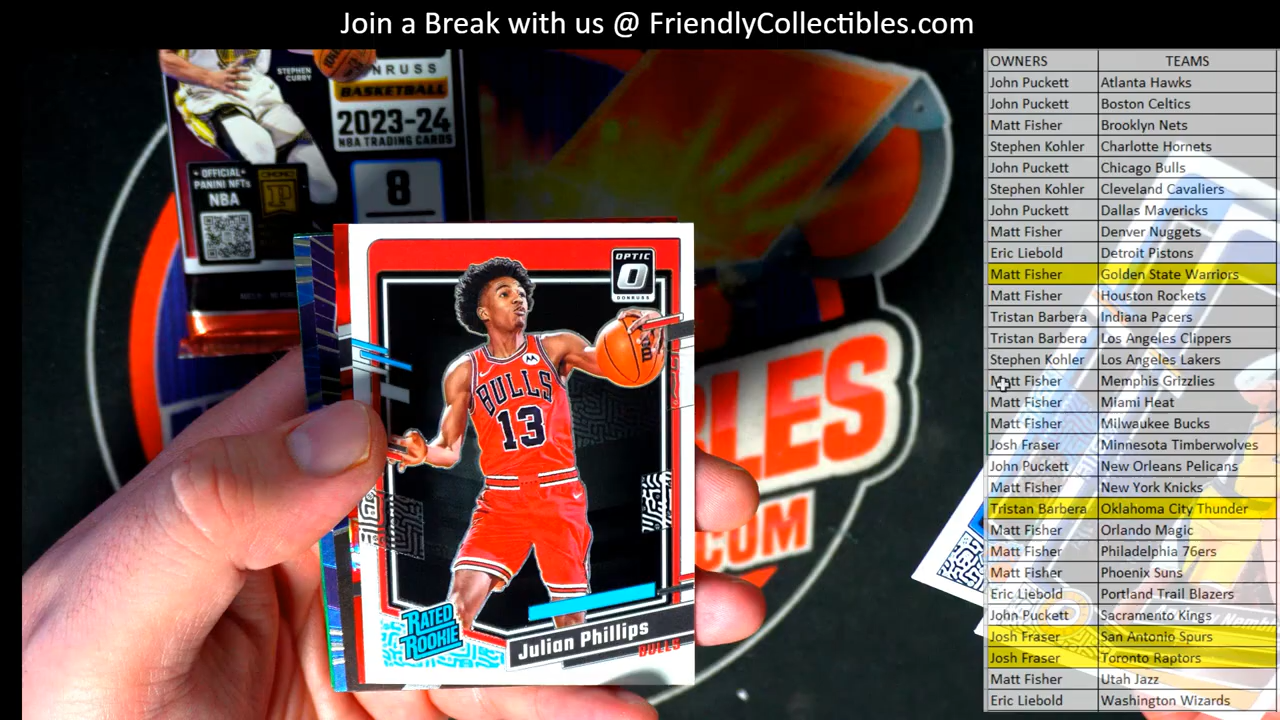 Join a Break with us @ FriendlyCollectibles.com
STEPHEN
CURRY
NRUSS
BASKETBALL
2023-24
NBA TRADING CARDS
OFFICIAL
PANINI NFTs
NBA
8
OPTIC
DONRUSS
BULLS
13
RATED
ROOKIE
Julian Phillips
BULLS
LES
.COM
OWNERS TEAMS
John Puckett Atlanta Hawks
John Puckett Boston Celtics
Matt Fisher Brooklyn Nets
Stephen Kohler Charlotte Hornets
John Puckett Chicago Bulls
Stephen Kohler Cleveland Cavaliers
John Puckett Dallas Mavericks
Matt Fisher Denver Nuggets
Eric Liebold Detroit Pistons
Matt Fisher Golden State Warriors
Matt Fisher Houston Rockets
Tristan Barbera Indiana Pacers
Tristan Barbera Los Angeles Clippers
Stephen Kohler Los Angeles Lakers
Matt Fisher Memphis Grizzlies
Matt Fisher Miami Heat
Matt Fisher Milwaukee Bucks
Josh Fraser Minnesota Timberwolves
John Puckett New Orleans Pelicans
Matt Fisher New York Knicks
Tristan Barbera Oklahoma City Thunder
Matt Fisher Orlando Magic
Matt Fisher Philadelphia 76ers
Matt Fisher Phoenix Suns
Eric Liebold Portland Trail Blazers
John Puckett Sacramento Kings
Josh Fraser San Antonio Spurs
Josh Fraser Toronto Raptors
Matt Fisher Utah Jazz
Eric Liebold Washington Wizards